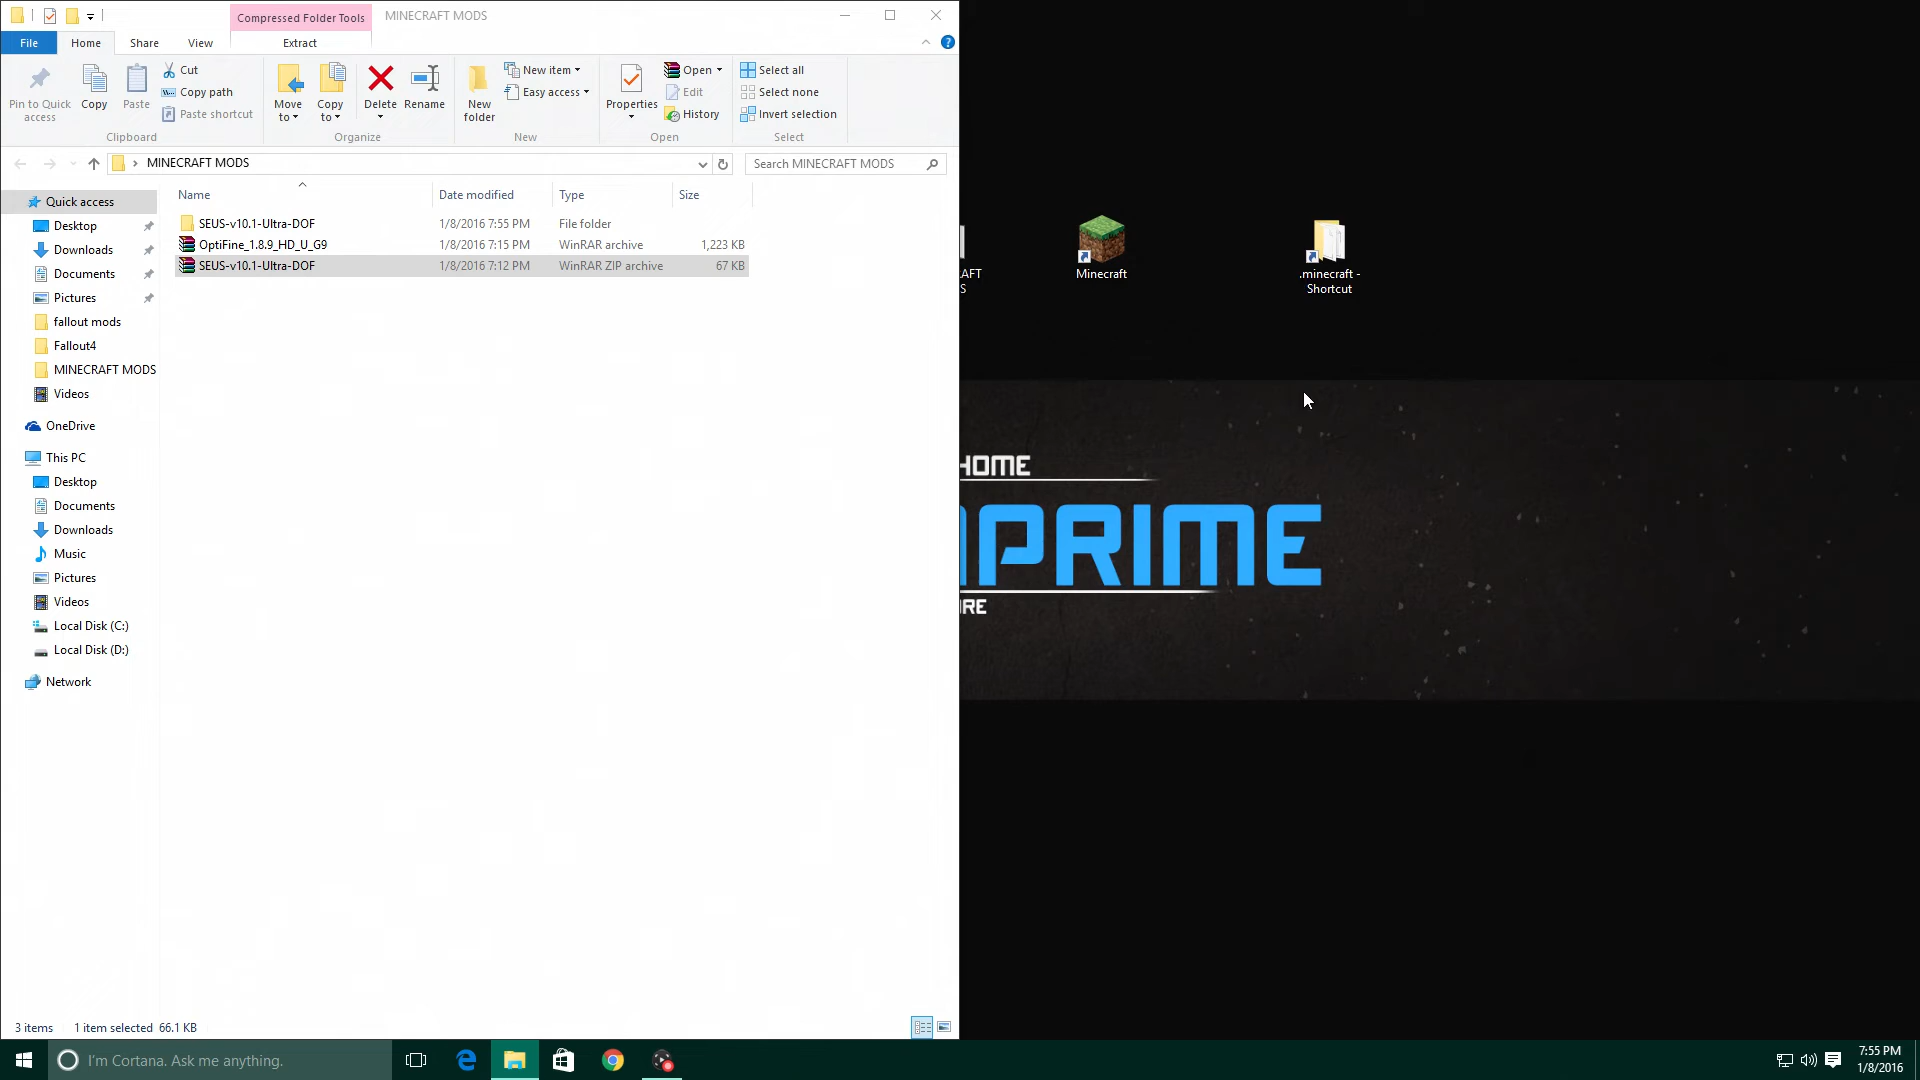 Compressed Folder Tools
MINECRAFT MODS
File
Home
Share
View
Extract
Pin to Quick access
Copy
Paste
Cut
Copy path
Paste shortcut
Clipboard
Move to
Copy to
Delete
Rename
Organize
New folder
New item
Easy access
New
Properties
Open
Edit
History
Open
Select all
Select none
Invert selection
Select
MINECRAFT MODS
Search MINECRAFT MODS
Name
Date modified
Type
Size
SEUS-v10.1-Ultra-DOF 1/8/2016 7:55 PM File folder
OptiFine_1.8.9_HD_U_G9 1/8/2016 7:15 PM WinRAR archive 1,223 KB
SEUS-v10.1-Ultra-DOF 1/8/2016 7:12 PM WinRAR ZIP archive 67 KB
Quick access
Desktop
Downloads
Documents
Pictures
fallout mods
Fallout4
MINECRAFT MODS
Videos
OneDrive
This PC
Desktop
Documents
Downloads
Music
Pictures
Videos
Local Disk (C:)
Local Disk (D:)
Network
3 items
1 item selected 66.1 KB
AFT
S
Minecraft
.minecraft -
Shortcut
HOME
PRIME
RE
I'm Cortana. Ask me anything.
7:55 PM
1/8/2016